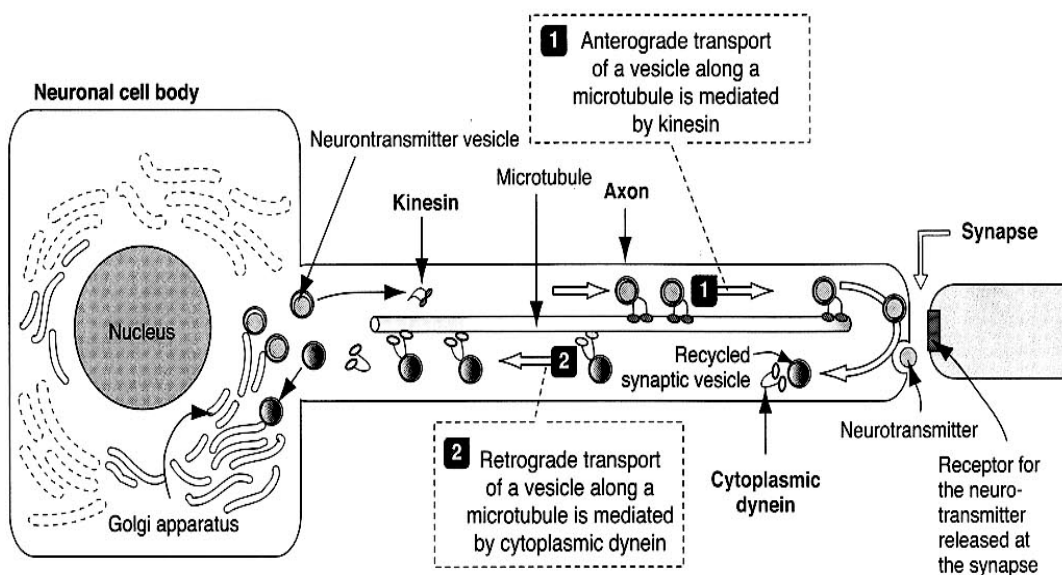 1 Anterograde transport
of a vesicle along a
microtubule is mediated
by kinesin
Neuronal cell body
Neurontransmitter vesicle
Microtubule
Axon
Kinesin
Synapse
1
Nucleus
2
Recycled
synaptic vesicle
Neurotransmitter
2 Retrograde transport
of a vesicle along a
microtubule is mediated
by cytoplasmic dynein
Cytoplasmic
dynein
Receptor for
the neuro-
transmitter
released at
the synapse
Golgi apparatus